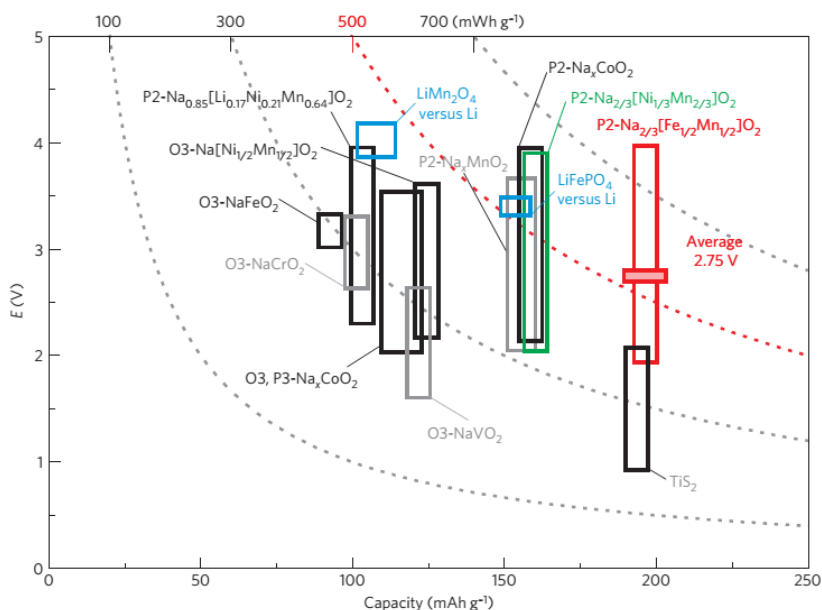 100 300 500 700 (mWh g⁻¹)
5
P2-NaₓCoO₂
P2-Na₀.₈₅[Li₀.₁₇Ni₀.₂₁Mn₀.₆₄]O₂
LiMn₂O₄
versus Li
P2-Na₂/₃[Ni₁/₃Mn₂/₃]O₂
P2-Na₂/₃[Fe₁/₂Mn₁/₂]O₂
4
O3-Na[Ni₁/₂Mn₁/₂]O₂
P2-NaₓMnO₂
LiFePO₄
versus Li
O3-NaFeO₂
3
Average
2.75 V
O3-NaCrO₂
E (V)
2
O3, P3-NaₓCoO₂
O3-NaVO₂
1
TiS₂
0
0 50 100 150 200 250
Capacity (mAh g⁻¹)